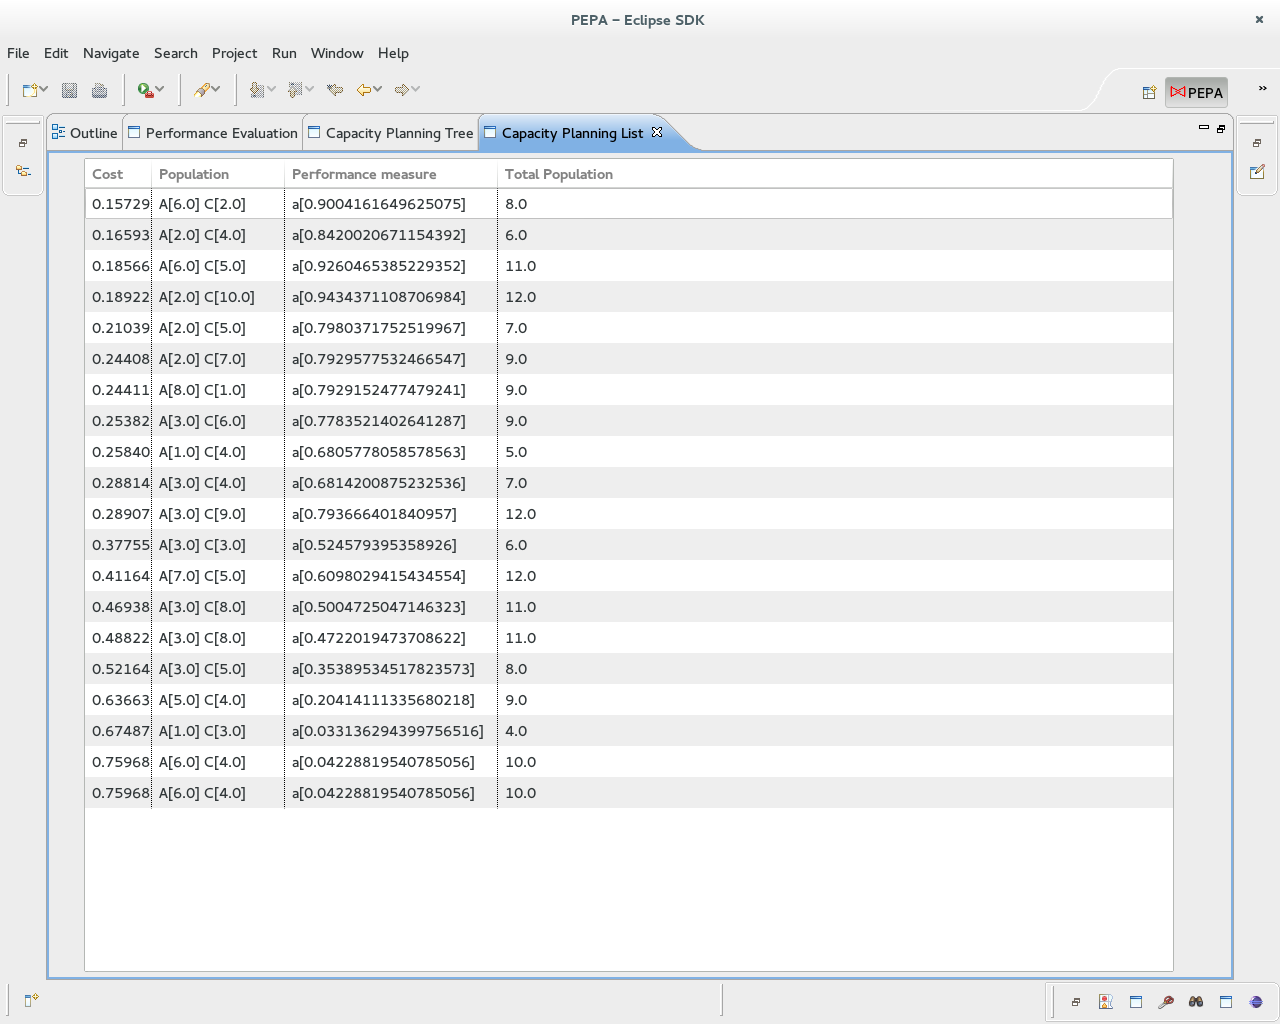 PEPA – Eclipse SDK
File Edit Navigate Search Project Run Window Help
PEPA »
Outline Performance Evaluation Capacity Planning Tree Capacity Planning List
Cost Population Performance measure Total Population
0.15729 A[6.0] C[2.0] a[0.9004161649625075] 8.0
0.16593 A[2.0] C[4.0] a[0.8420020671154392] 6.0
0.18566 A[6.0] C[5.0] a[0.9260465385229352] 11.0
0.18922 A[2.0] C[10.0] a[0.9434371108706984] 12.0
0.21039 A[2.0] C[5.0] a[0.7980371752519967] 7.0
0.24408 A[2.0] C[7.0] a[0.7929577532466547] 9.0
0.24411 A[8.0] C[1.0] a[0.7929152477479241] 9.0
0.25382 A[3.0] C[6.0] a[0.7783521402641287] 9.0
0.25840 A[1.0] C[4.0] a[0.6805778058578563] 5.0
0.28814 A[3.0] C[4.0] a[0.6814200875232536] 7.0
0.28907 A[3.0] C[9.0] a[0.793666401840957] 12.0
0.37755 A[3.0] C[3.0] a[0.524579395358926] 6.0
0.41164 A[7.0] C[5.0] a[0.6098029415434554] 12.0
0.46938 A[3.0] C[8.0] a[0.5004725047146323] 11.0
0.48822 A[3.0] C[8.0] a[0.4722019473708622] 11.0
0.52164 A[3.0] C[5.0] a[0.35389534517823573] 8.0
0.63663 A[5.0] C[4.0] a[0.20414111335680218] 9.0
0.67487 A[1.0] C[3.0] a[0.033136294399756516] 4.0
0.75968 A[6.0] C[4.0] a[0.04228819540785056] 10.0
0.75968 A[6.0] C[4.0] a[0.04228819540785056] 10.0